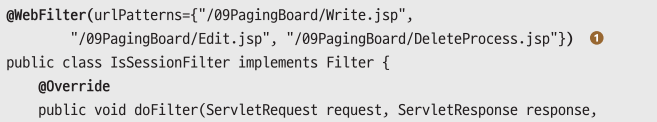 @WebFilter(urlPatterns={"/09PagingBoard/Write.jsp",
"/09PagingBoard/Edit.jsp", "/09PagingBoard/DeleteProcess.jsp"}) ❶
public class IsSessionFilter implements Filter {
@Override
public void doFilter(ServletRequest request, ServletResponse response,